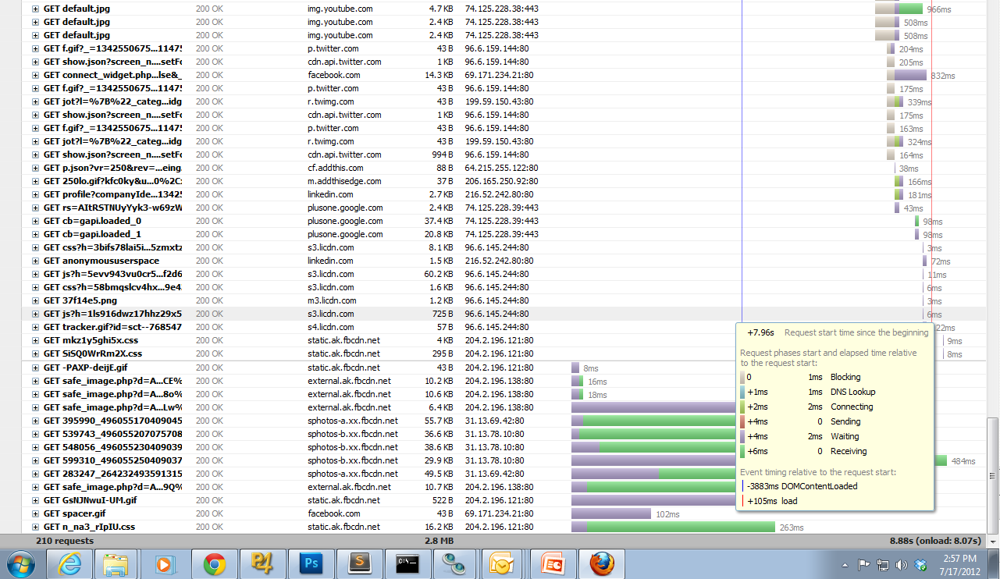 GET default.jpg 200 OK img.youtube.com 4.7 KB 74.125.228.38:443 966ms
GET default.jpg 200 OK img.youtube.com 2.4 KB 74.125.228.38:443 508ms
GET default.jpg 200 OK img.youtube.com 2.4 KB 74.125.228.38:443 508ms
GET f.gif?_=1342550675...11475 200 OK p.twitter.com 43 B 96.6.159.144:80 204ms
GET show.json?screen_n....setFc 200 OK cdn.api.twitter.com 1 KB 96.6.159.144:80 205ms
GET connect_widget.php...lse&_ 200 OK facebook.com 14.3 KB 69.171.234.21:80 832ms
GET f.gif?_=1342550675...11475 200 OK p.twitter.com 43 B 96.6.159.144:80 175ms
GET jot?l=%7B%22_categ...idg 200 OK r.twimg.com 43 B 199.59.150.43:80 339ms
GET show.json?screen_n....setFc 200 OK cdn.api.twitter.com 1 KB 96.6.159.144:80 175ms
GET f.gif?_=1342550675...11475 200 OK p.twitter.com 43 B 96.6.159.144:80 163ms
GET jot?l=%7B%22_categ...idg 200 OK r.twimg.com 43 B 199.59.150.43:80 324ms
GET show.json?screen_n....setFc 200 OK cdn.api.twitter.com 994 B 96.6.159.144:80 164ms
GET p.json?vr=250&rev=...eing. 200 OK cf.addthis.com 88 B 64.215.255.122:80 38ms
GET 250lo.gif?kfc0ky&u...0%2C: 200 OK m.addthisedge.com 37 B 206.165.250.92:80 166ms
GET profile?companyIde...13425 200 OK linkedin.com 2.7 KB 216.52.242.80:80 181ms
GET rs=AItRSTNUyYyk3-w69zW 200 OK plusone.google.com 2.4 KB 74.125.228.39:443 43ms
GET cb=gapi.loaded_0 200 OK plusone.google.com 37.4 KB 74.125.228.39:443 98ms
GET cb=gapi.loaded_1 200 OK plusone.google.com 20.8 KB 74.125.228.39:443 98ms
GET css?h=3bifs78lai5i...5zmxtz 200 OK s3.licdn.com 8.1 KB 96.6.145.244:80 3ms
GET anonymoususerspace 200 OK linkedin.com 1.5 KB 216.52.242.80:80 72ms
GET js?h=5evv943vu0cr5...f2d6 200 OK s3.licdn.com 60.2 KB 96.6.145.244:80 11ms
GET css?h=58bmqslcv4hx...9e4. 200 OK s3.licdn.com 1.6 KB 96.6.145.244:80 6ms
GET 37f14e5.png 200 OK m3.licdn.com 1.2 KB 96.6.145.244:80 3ms
GET js?h=1ls916dwz17hhz29x5 200 OK s3.licdn.com 725 B 96.6.145.244:80 6ms
GET tracker.gif?id=sct--768547 200 OK s4.licdn.com 57 B 96.6.145.244:80 22ms
GET mkz1y5ghi5x.css 200 OK static.ak.fbcdn.net 4 KB 204.2.196.121:80 9ms
GET SiSQ0WrRm2X.css 200 OK static.ak.fbcdn.net 295 B 204.2.196.121:80 8ms
GET -PAXP-deijE.gif 200 OK static.ak.fbcdn.net 43 B 204.2.196.121:80 8ms
GET safe_image.php?d=A...CE% 200 OK external.ak.fbcdn.net 10.2 KB 204.2.196.138:80 16ms
GET safe_image.php?d=A...8o% 200 OK external.ak.fbcdn.net 10.6 KB 204.2.196.138:80 18ms
GET safe_image.php?d=A...Lw% 200 OK external.ak.fbcdn.net 6.4 KB 204.2.196.138:80
GET 395990_496055170409045 200 OK sphotos-a.xx.fbcdn.net 55.7 KB 31.13.69.42:80
GET 539743_496055207075708 200 OK sphotos-b.xx.fbcdn.net 36.6 KB 31.13.78.10:80
GET 548056_496055230409039 200 OK sphotos-b.xx.fbcdn.net 38.6 KB 31.13.78.10:80
GET 599310_496055270409035 200 OK sphotos-b.xx.fbcdn.net 29.9 KB 31.13.78.10:80 484ms
GET 283247_264232493591315 200 OK sphotos-a.xx.fbcdn.net 49.5 KB 31.13.69.42:80
GET safe_image.php?d=A...9Q% 200 OK external.ak.fbcdn.net 10.7 KB 204.2.196.138:80
GET GsNJNwuI-UM.gif 200 OK static.ak.fbcdn.net 522 B 204.2.196.121:80
GET spacer.gif 200 OK facebook.com 43 B 69.171.234.21:80 102ms
GET n_na3_rIpIU.css 200 OK static.ak.fbcdn.net 16.2 KB 204.2.196.121:80 263ms
+7.96s Request start time since the beginning
Request phases start and elapsed time relative
to the request start:
0 1ms Blocking
+1ms 1ms DNS Lookup
+2ms 2ms Connecting
+4ms 0 Sending
+4ms 2ms Waiting
+6ms 0 Receiving
Event timing relative to the request start:
-3883ms DOMContentLoaded
+105ms load
210 requests 2.8 MB 8.88s (onload: 8.07s)
P4 Ps S C:\
2:57 PM
7/17/2012